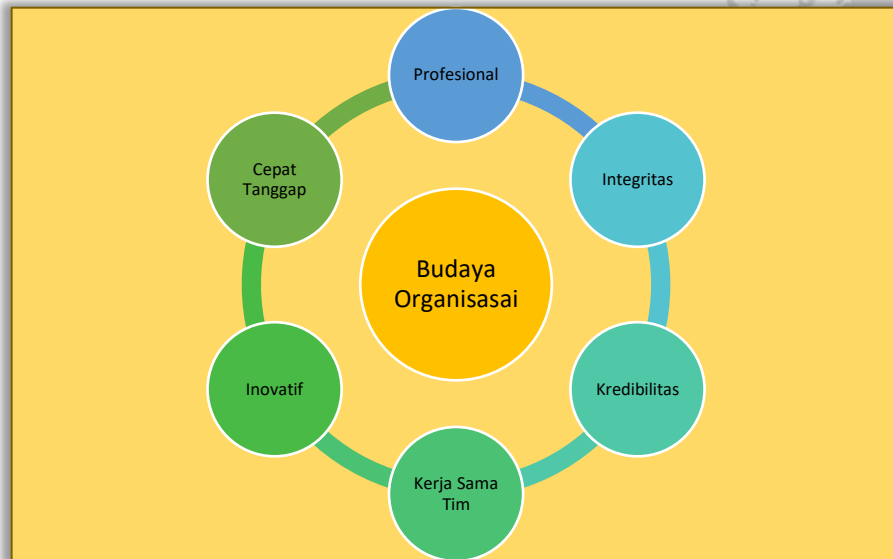 Profesional
Cepat
Tanggap
Integritas
Budaya
Organisasai
Inovatif
Kredibilitas
Kerja Sama
Tim